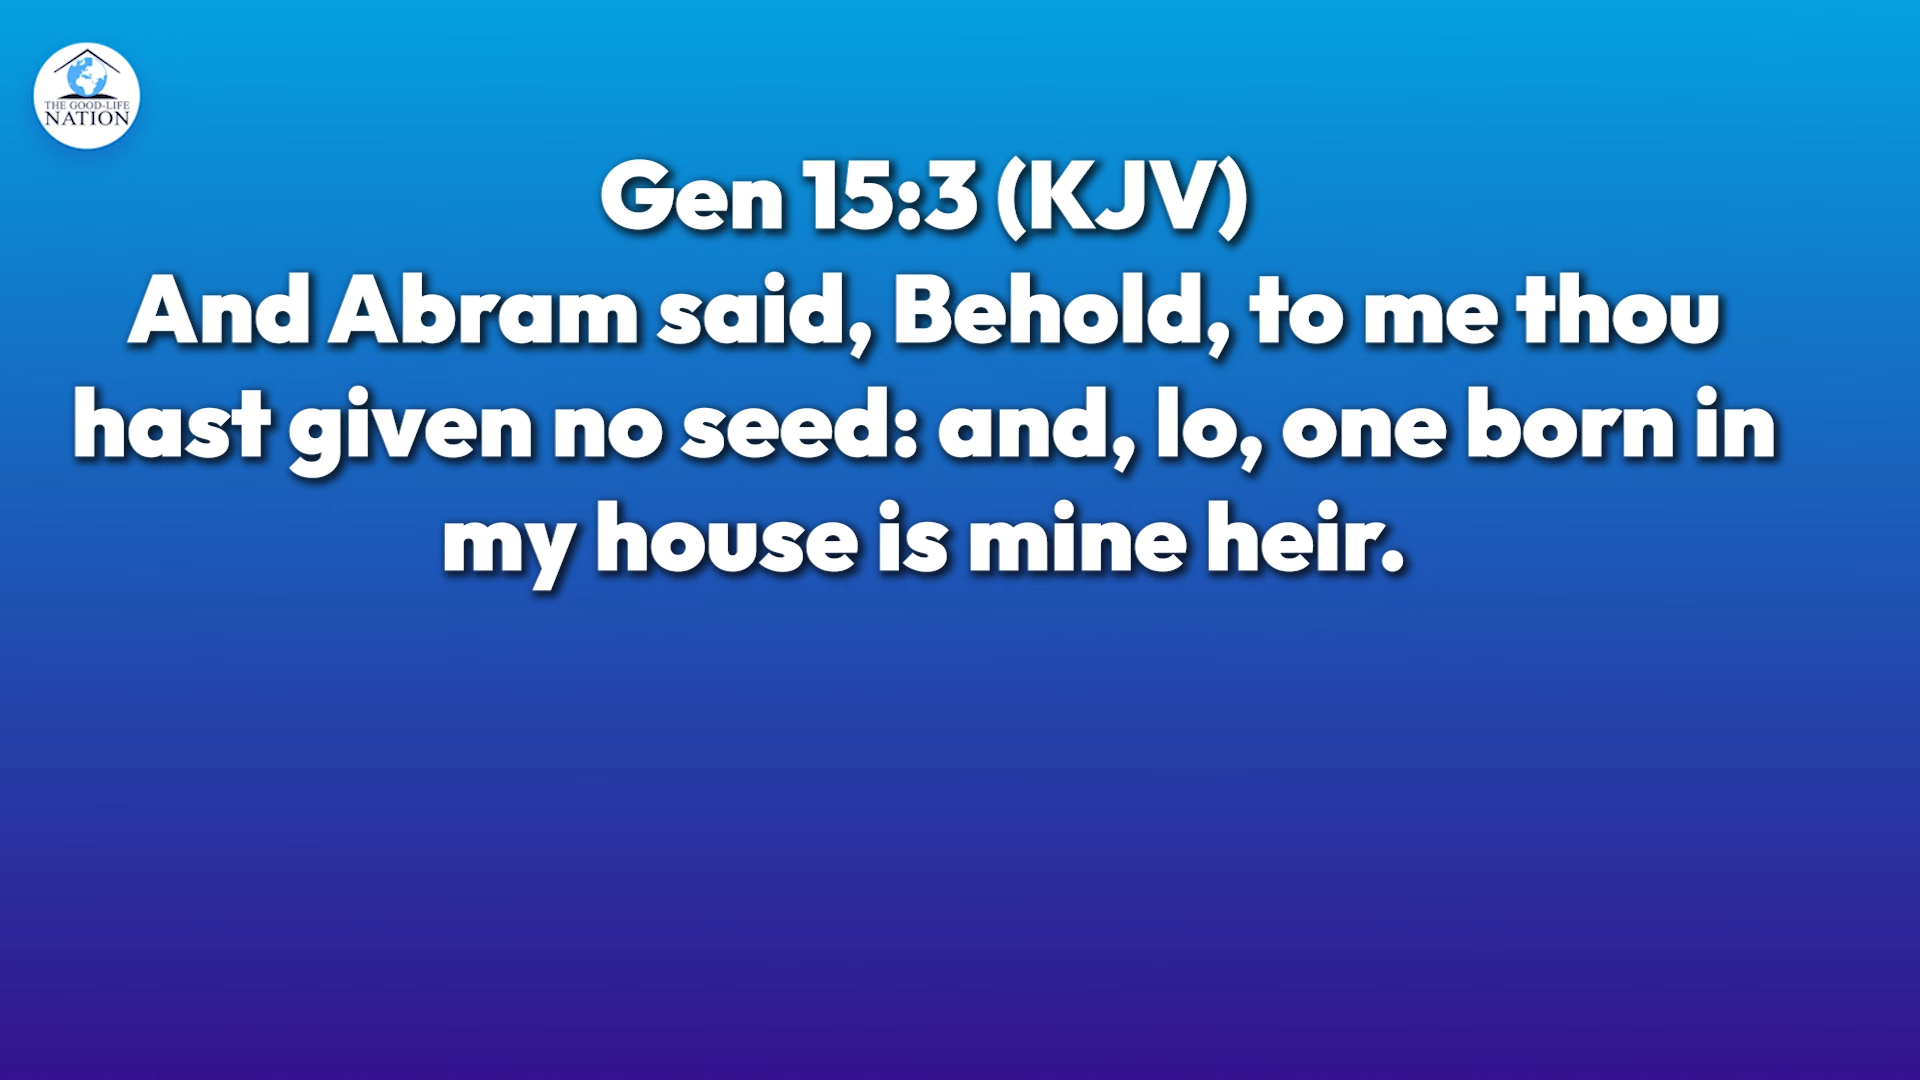 THE GOOD-LIFE
NATION
Gen 15:3 (KJV)
And Abram said, Behold, to me thou
hast given no seed: and, lo, one born in
my house is mine heir.